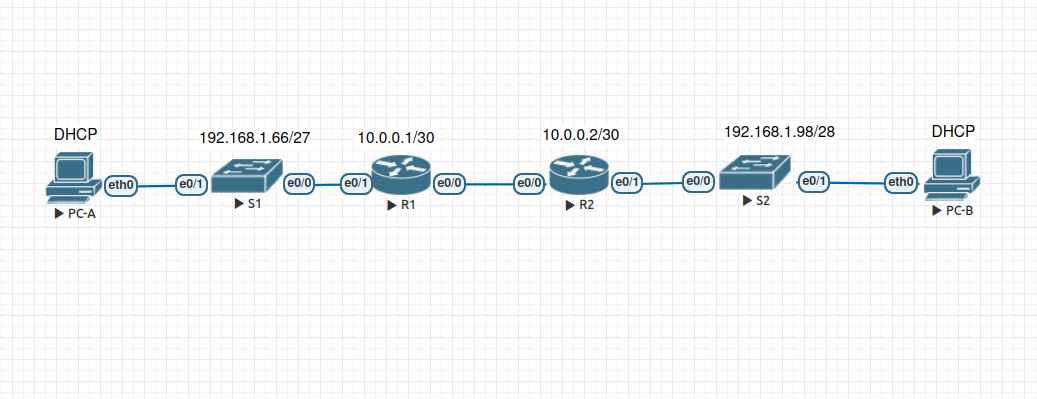 DHCP
192.168.1.66/27
10.0.0.1/30
10.0.0.2/30
192.168.1.98/28
DHCP
eth0
e0/1
e0/0
e0/1
e0/0
e0/0
e0/1
e0/0
e0/1
eth0
PC-A
S1
R1
R2
S2
PC-B